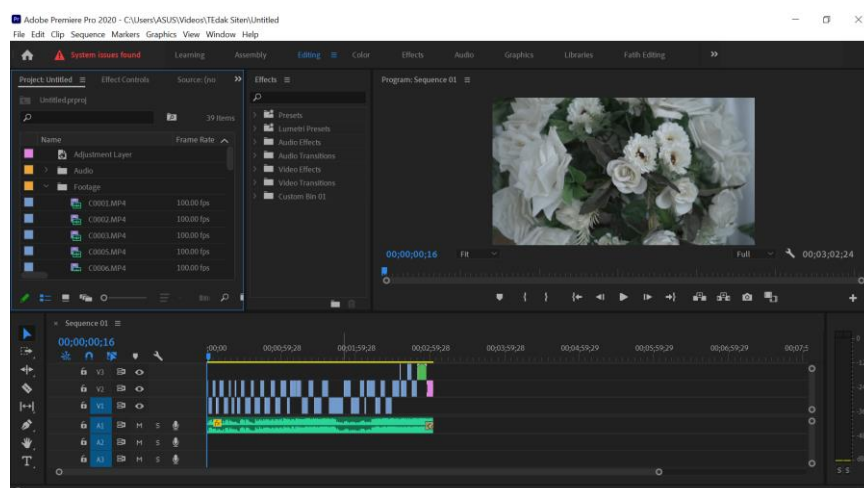 Adobe Premiere Pro 2020 - C:\Users\ASUS\Videos\TEdak Siten\Untitled
File Edit Clip Sequence Markers Graphics View Window Help
System issues found Learning Assembly Editing Color Effects Audio Graphics Libraries Fatih Editing
Project: Untitled Effect Controls Source: (no Effects Program: Sequence 01
Untitled.prproj
39 Items
Name Frame Rate
Adjustment Layer
Audio
Footage
C0001.MP4 100.00 fps
C0002.MP4 100.00 fps
C0003.MP4 100.00 fps
C0005.MP4 100.00 fps
C0006.MP4 100.00 fps
Presets
Lumetri Presets
Audio Effects
Audio Transitions
Video Effects
Video Transitions
Custom Bin 01
00;00;00;16 Fit Full 00;03;02;24
Sequence 01
00;00;00;16
;00;00 00;00;59;28 00;01;59;28 00;02;59;28 00;03;59;28 00;04;59;29 00;05;59;29 00;06;59;29 00;07;5
V3
V2
V1
A1 M S
A2 M S
A3 M S
S S